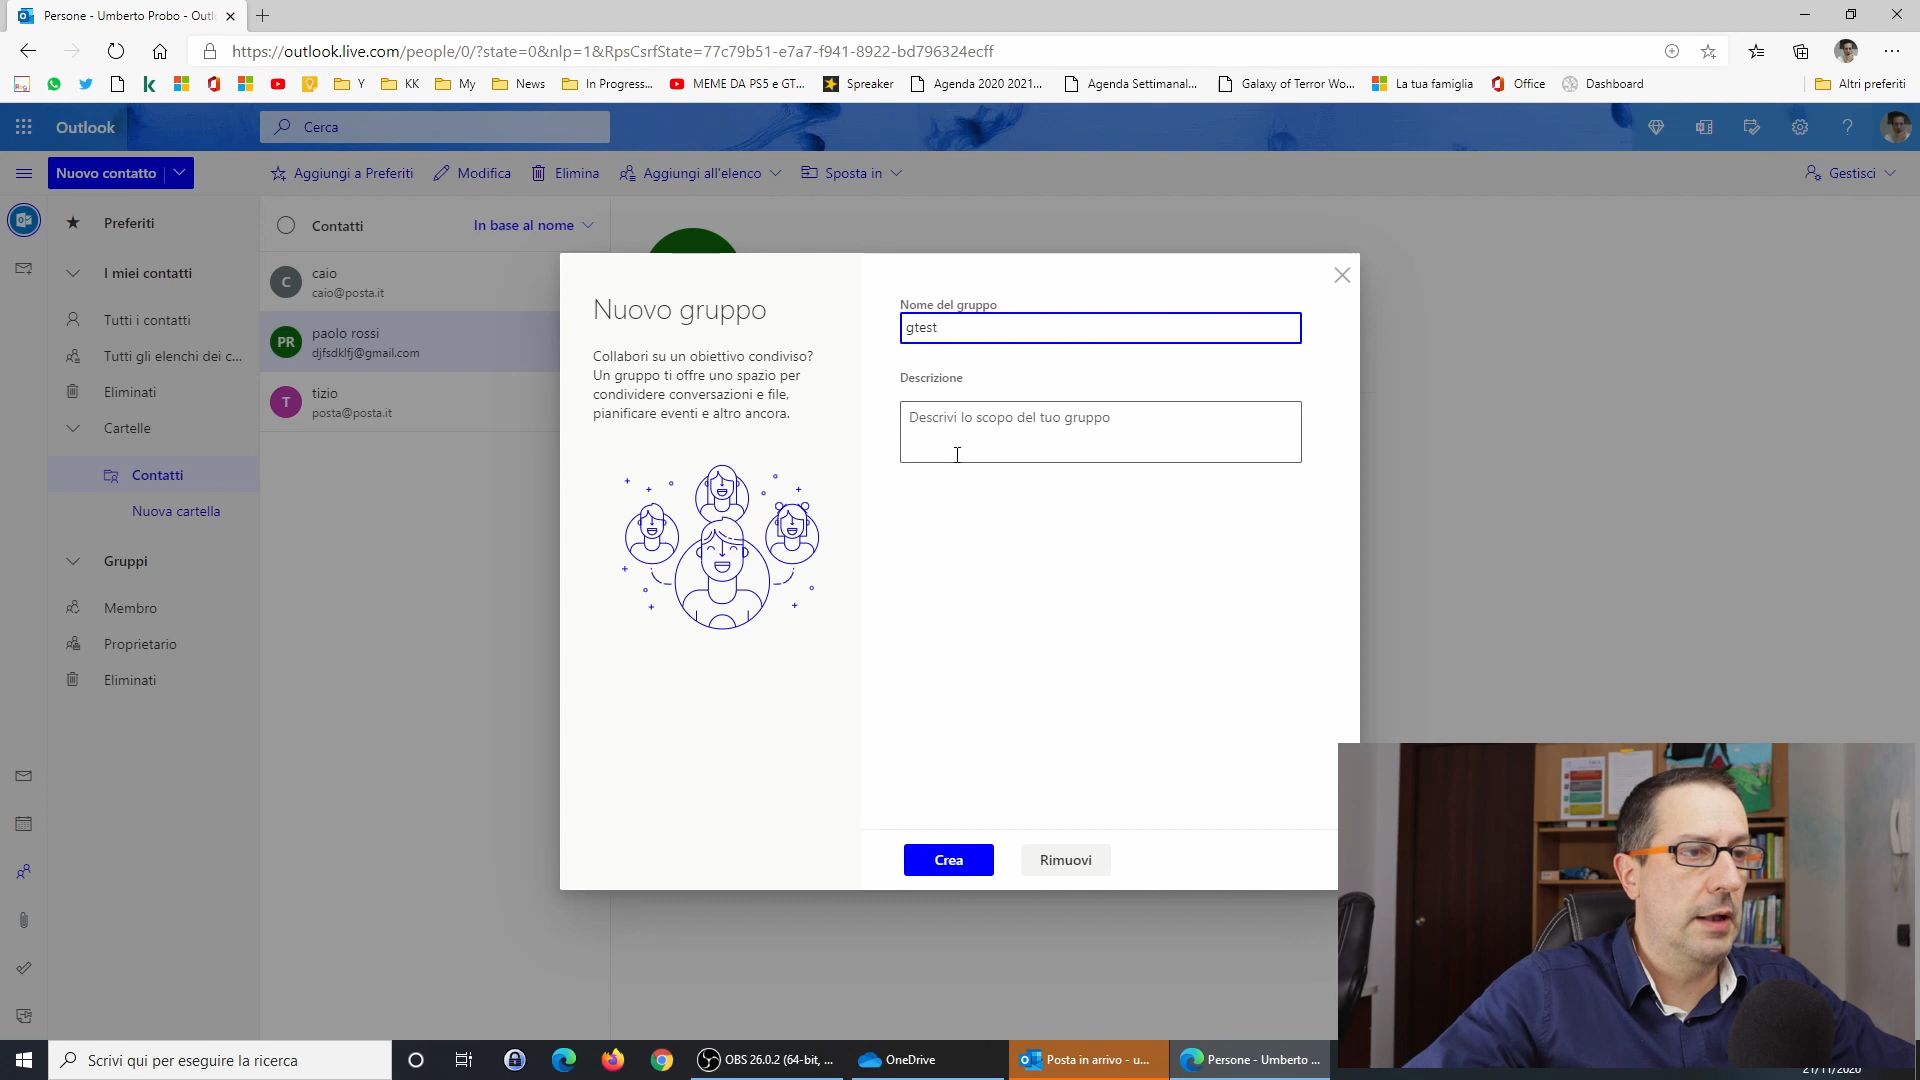 Persone - Umberto Probo - Outl
https://outlook.live.com/people/0/?state=0&nlp=1&RpsCsrfState=77c79b51-e7a7-f941-8922-bd796324ecff
Y
KK
My
News
In Progress...
MEME DA PS5 e GT...
Spreaker
Agenda 2020 2021...
Agenda Settimanal...
Galaxy of Terror Wo...
La tua famiglia
Office
Dashboard
Altri preferiti
Outlook
Cerca
Nuovo contatto
Aggiungi a Preferiti
Modifica
Elimina
Aggiungi all'elenco
Sposta in
Gestisci
Preferiti
I miei contatti
Tutti i contatti
Tutti gli elenchi dei c...
Eliminati
Cartelle
Contatti
Nuova cartella
Gruppi
Membro
Proprietario
Eliminati
Contatti
In base al nome
C
caio
caio@posta.it
PR
paolo rossi
djfsdklfj@gmail.com
T
tizio
posta@posta.it
Nuovo gruppo
Collabori su un obiettivo condiviso?
Un gruppo ti offre uno spazio per
condividere conversazioni e file,
pianificare eventi e altro ancora.
Nome del gruppo
gtest
Descrizione
Descrivi lo scopo del tuo gruppo
Crea
Rimuovi
Scrivi qui per eseguire la ricerca
OBS 26.0.2 (64-bit, ...
OneDrive
Posta in arrivo - u...
Persone - Umberto ...
21/11/2020